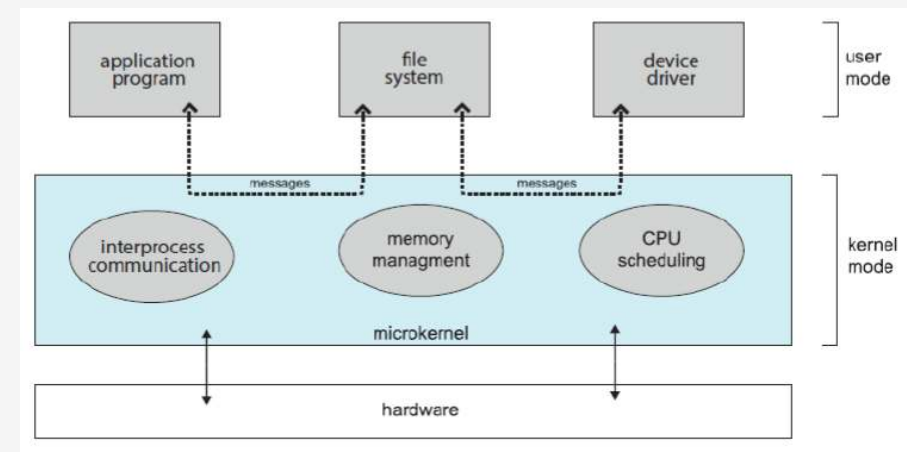 application
program
file
system
device
driver
user
mode
messages
messages
interprocess
communication
memory
managment
CPU
scheduling
kernel
mode
microkernel
hardware